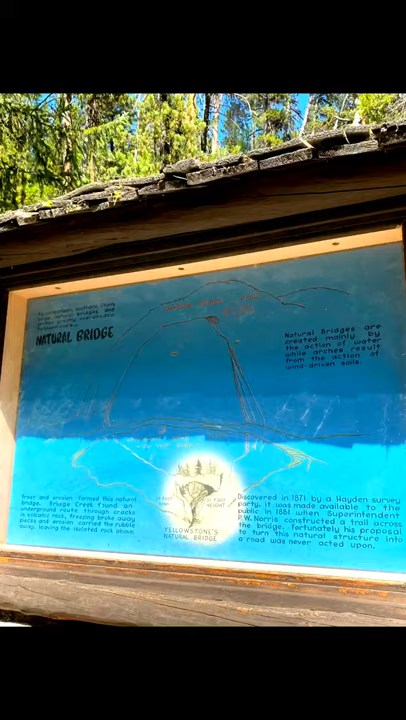 NATURAL BRIDGE
Natural Bridges are
created mainly by
the action of water
while arches result
from the action of
wind-driven soils.
Frost and erosion formed this natural
bridge. Bridge Creek found an
underground route through cracks
in volcanic rock, freezing broke away
pieces and erosion carried the rubble
away, leaving the isolated rock above.
FOOT
FOOT
HEIGHT
YELLOWSTONE'S
NATURAL BRIDGE
Discovered in 1871 by a Hayden survey
party, it was made available to the
public in 1881 when Superintendent
P.W. Norris constructed a trail across
the bridge. Fortunately his proposal
to turn this natural structure into
a road was never acted upon.